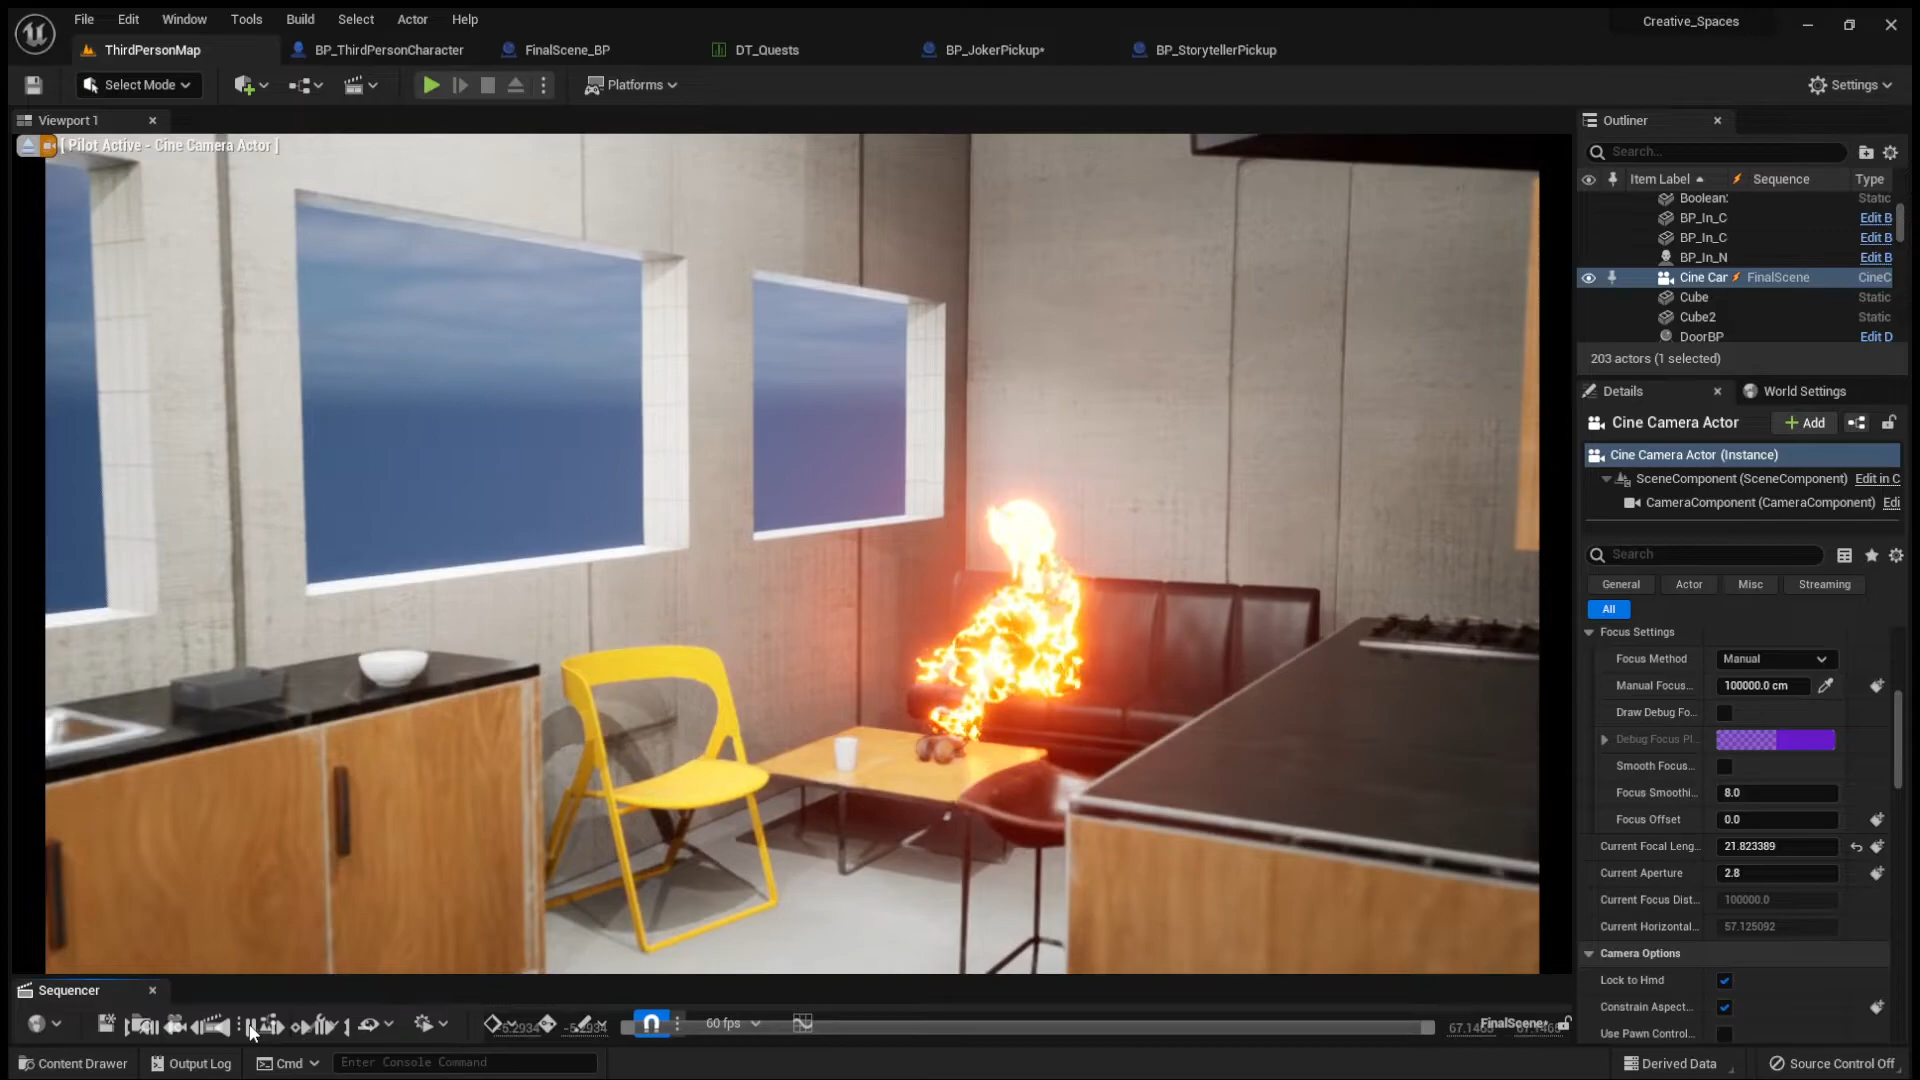 File Edit Window Tools Build Select Actor Help
Creative_Spaces
ThirdPersonMap BP_ThirdPersonCharacter FinalScene_BP DT_Quests BP_JokerPickup* BP_StorytellerPickup
Select Mode Platforms Settings
Viewport 1
[ Pilot Active - Cine Camera Actor ]
Outliner
Search...
Item Label Sequence Type
Boolean: Static
BP_In_C Edit B
BP_In_C Edit B
BP_In_N Edit B
Cine Car FinalScene CineC
Cube Static
Cube2 Static
DoorBP Edit D
203 actors (1 selected)
Details World Settings
Cine Camera Actor Add
Cine Camera Actor (Instance)
SceneComponent (SceneComponent) Edit in C
CameraComponent (CameraComponent) Edi
Search
General Actor Misc Streaming
All
Focus Settings
Focus Method Manual
Manual Focus... 100000.0 cm
Draw Debug Fo...
Debug Focus Pl...
Smooth Focus...
Focus Smoothi... 8.0
Focus Offset 0.0
Current Focal Leng... 21.823389
Current Aperture 2.8
Current Focus Dist... 100000.0
Current Horizontal... 57.125092
Camera Options
Lock to Hmd
Constrain Aspect...
Use Pawn Control...
Sequencer
-5.2934 60 fps FinalScene*
Content Drawer Output Log Cmd Enter Console Command Derived Data Source Control Off